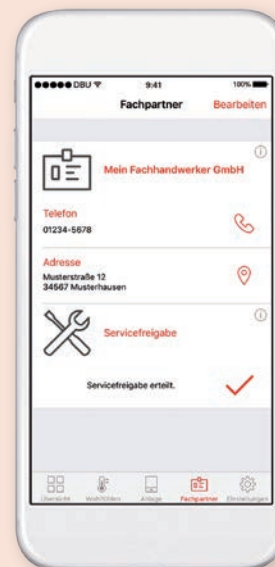 DBU 9:41 100%
Fachpartner Bearbeiten
Mein Fachhandwerker GmbH
Telefon
01234-5678
Adresse
Musterstraße 12
34567 Musterhausen
Servicefreigabe
Servicefreigabe erteilt.
Übersicht Wohlfühlen Anlage Fachpartner Einstellungen